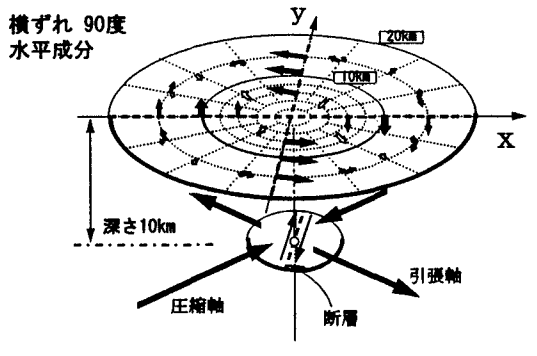 横ずれ 90度
水平成分
y
20km
10km
x
深さ10km
圧縮軸
断層
引張軸